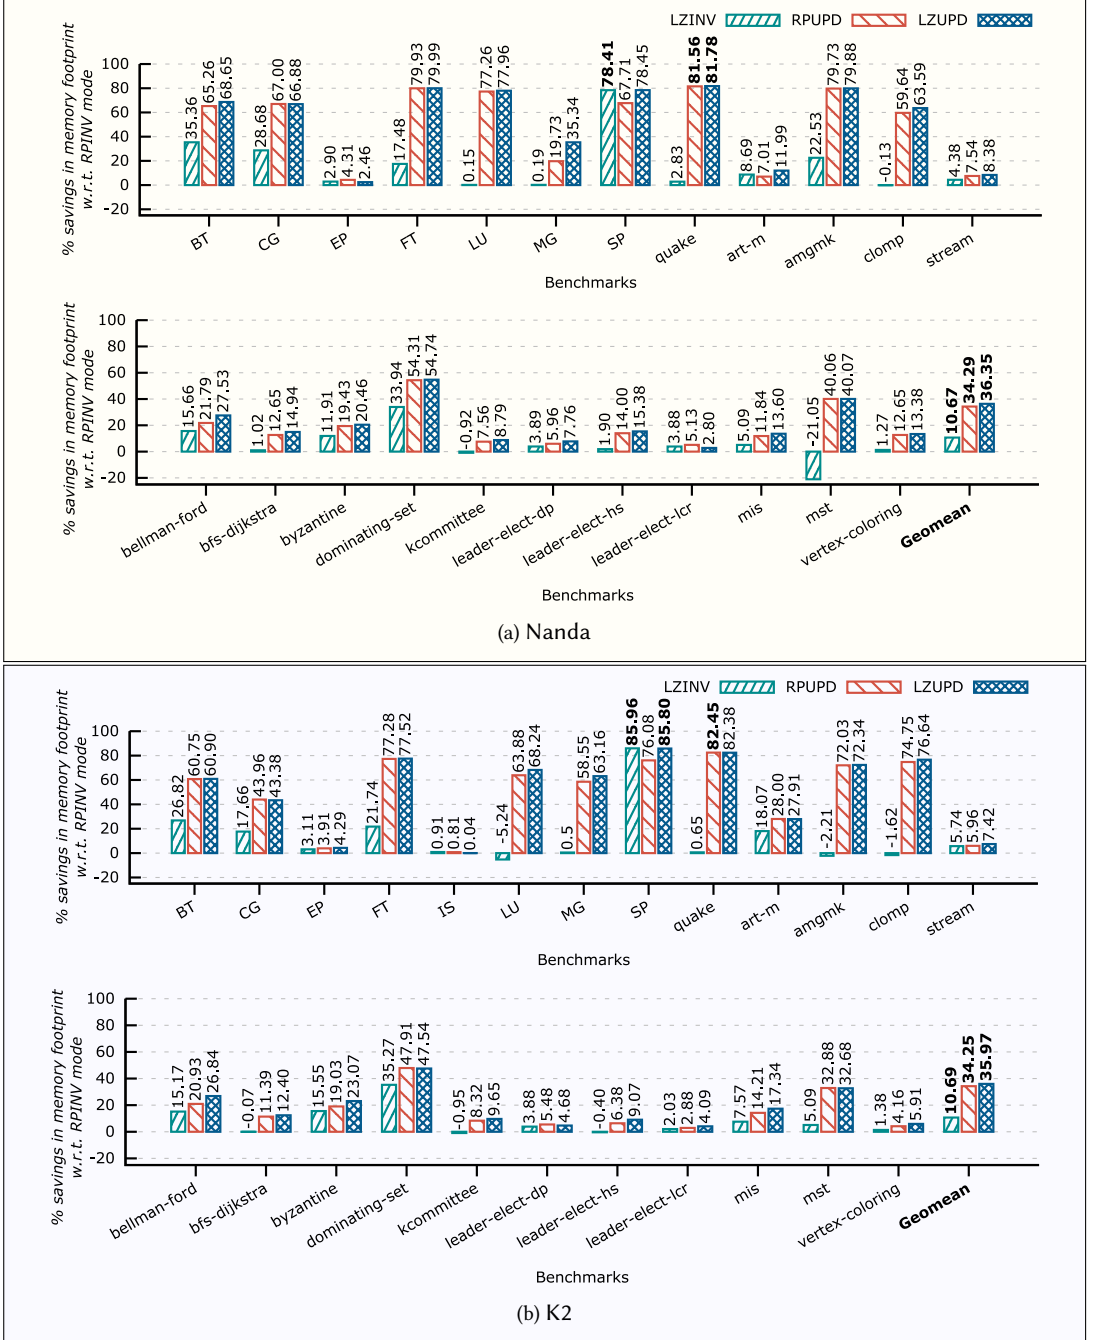 LZINV RPUPD LZUPD
% savings in memory footprint
w.r.t. RPINV mode
100
80
60
40
20
0
-20
35.36 65.26 68.65
28.68 67.00 66.88
2.90 4.31 2.46
17.48 79.93 79.99
0.15 77.26 77.96
0.19 19.73 35.34
78.41 67.71 78.45
2.83 81.56 81.78
8.69 7.01 11.99
22.53 79.73 79.88
-0.13 59.64 63.59
4.38 7.54 8.38
BT CG EP FT LU MG SP quake art-m amgmk clomp stream
Benchmarks
% savings in memory footprint
w.r.t. RPINV mode
100
80
60
40
20
0
-20
15.66 21.79 27.53
1.02 12.65 14.94
11.91 19.43 20.46
33.94 54.31 54.74
-0.92 7.56 8.79
3.89 5.96 7.76
1.90 14.00 15.38
3.88 5.13 2.80
5.09 11.84 13.60
-21.05 40.06 40.07
1.27 12.65 13.38
10.67 34.29 36.35
bellman-ford bfs-dijkstra byzantine dominating-set kcommittee leader-elect-dp leader-elect-hs leader-elect-lcr mis mst vertex-coloring Geomean
Benchmarks
(a) Nanda
LZINV RPUPD LZUPD
% savings in memory footprint
w.r.t. RPINV mode
100
80
60
40
20
0
-20
26.82 60.75 60.90
17.66 43.96 43.38
3.11 3.91 4.29
21.74 77.28 77.52
0.91 0.81 0.04
-5.24 63.88 68.24
0.5 58.55 63.16
85.96 76.08 85.80
0.65 82.45 82.38
18.07 28.00 27.91
-2.21 72.03 72.34
-1.62 74.75 76.64
5.74 5.96 7.42
BT CG EP FT IS LU MG SP quake art-m amgmk clomp stream
Benchmarks
% savings in memory footprint
w.r.t. RPINV mode
100
80
60
40
20
0
-20
15.17 20.93 26.84
-0.07 11.39 12.40
15.55 19.03 23.07
35.27 47.91 47.54
-0.95 8.32 9.65
3.88 5.48 4.68
-0.40 6.38 9.07
2.03 2.88 4.09
7.57 14.21 17.34
5.09 32.88 32.68
1.38 4.16 5.91
10.69 34.25 35.97
bellman-ford bfs-dijkstra byzantine dominating-set kcommittee leader-elect-dp leader-elect-hs leader-elect-lcr mis mst vertex-coloring Geomean
Benchmarks
(b) K2